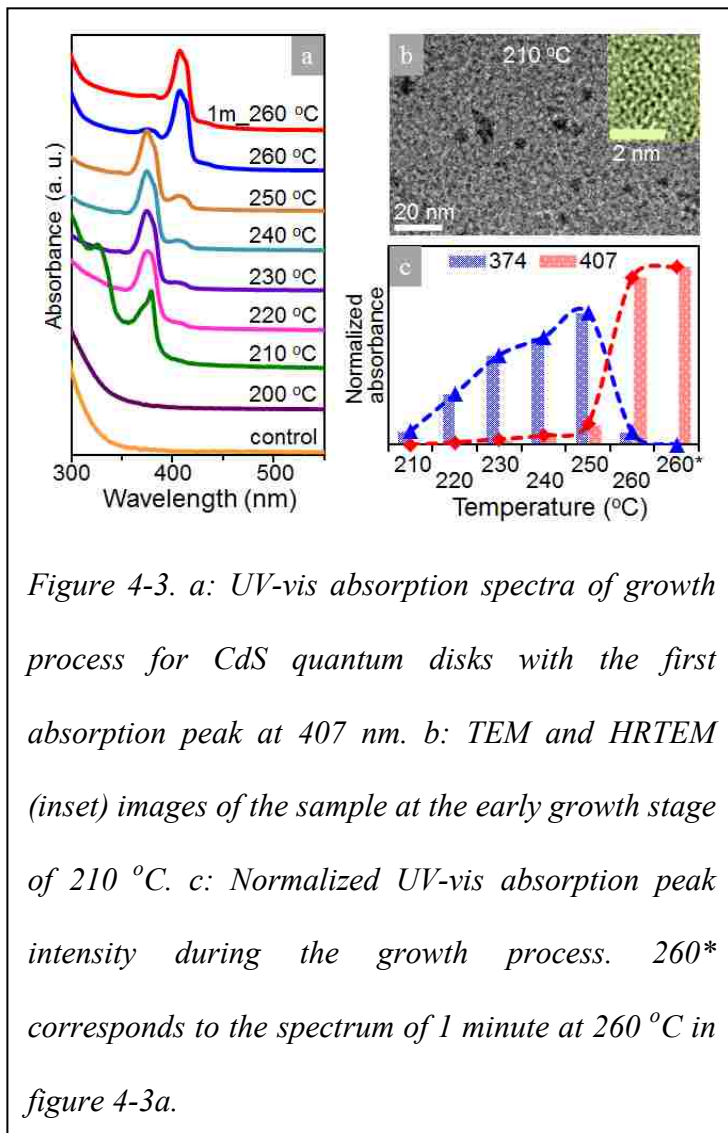 a
1m_260 °C
260 °C
250 °C
240 °C
230 °C
220 °C
210 °C
200 °C
control
Absorbance (a. u.)
300 400 500
Wavelength (nm)
b
210 °C
2 nm
20 nm
c
374 407
Normalized
absorbance
210 220 230 240 250 260 260*
Temperature (°C)
Figure 4-3. a: UV-vis absorption spectra of growth
process for CdS quantum disks with the first
absorption peak at 407 nm. b: TEM and HRTEM
(inset) images of the sample at the early growth stage
of 210 °C. c: Normalized UV-vis absorption peak
intensity during the growth process. 260*
corresponds to the spectrum of 1 minute at 260 °C in
figure 4-3a.